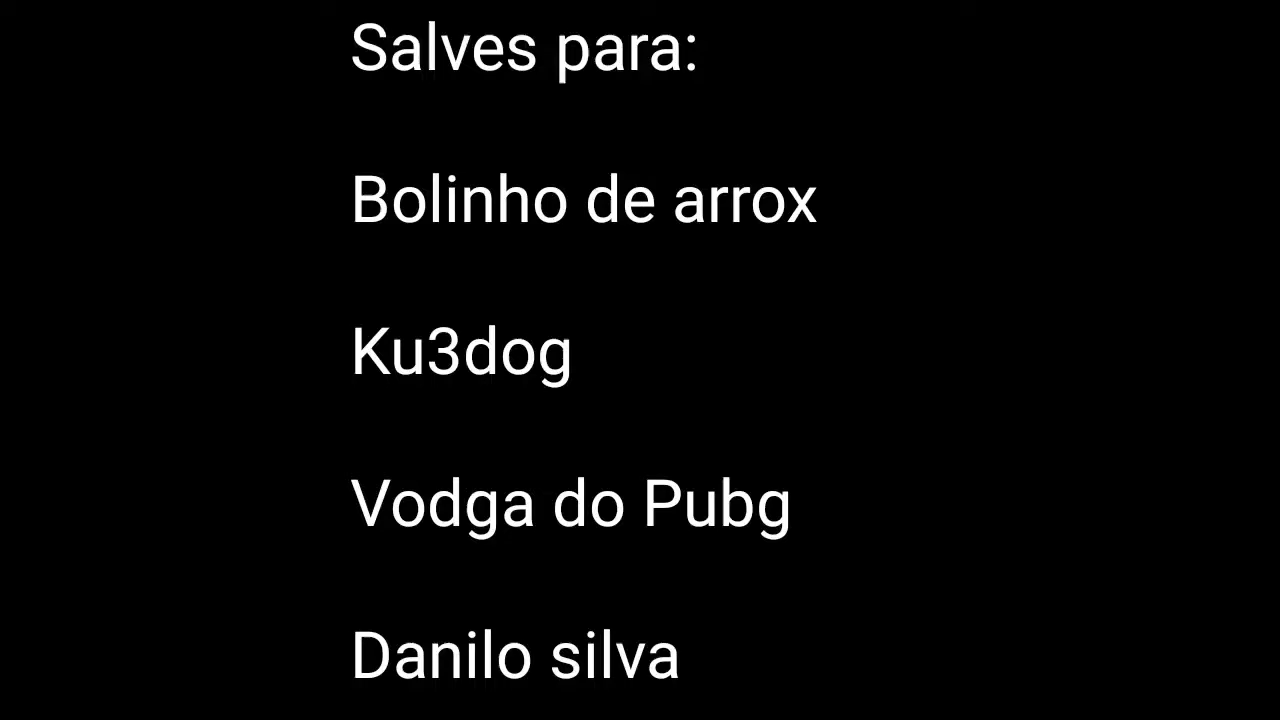 Salves para:
Bolinho de arrox
Ku3dog
Vodga do Pubg
Danilo silva